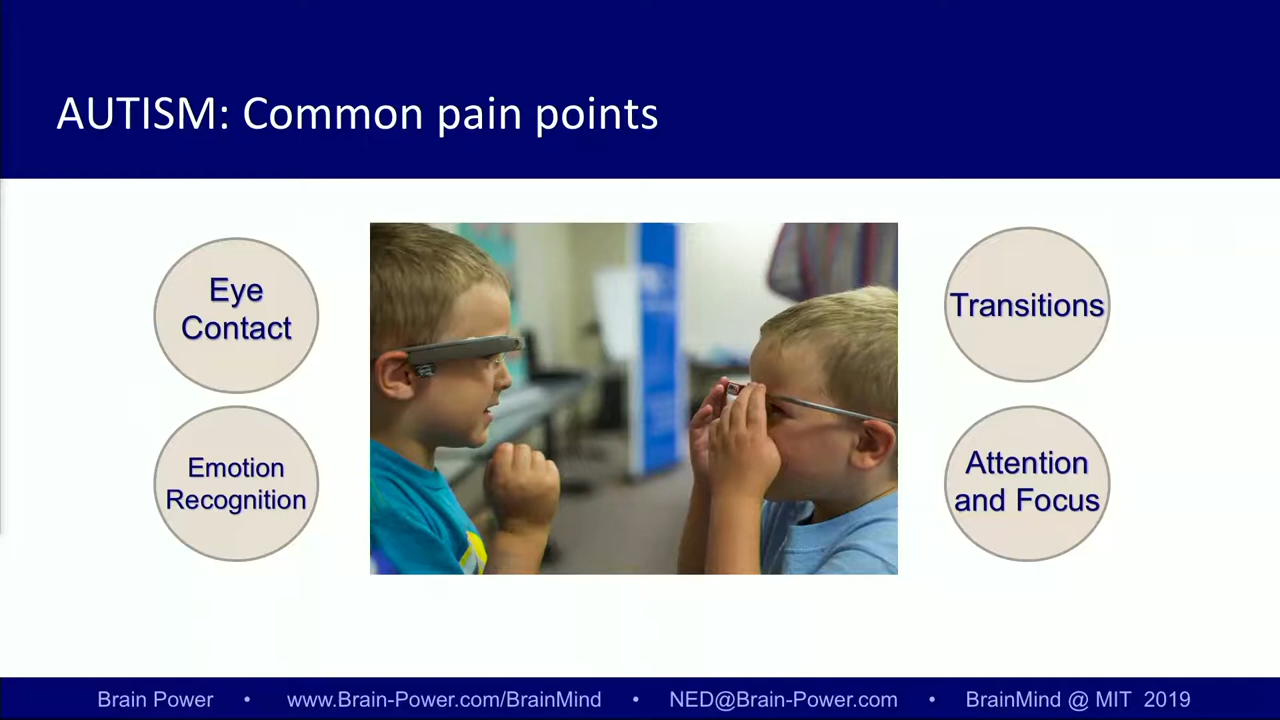 AUTISM: Common pain points
Eye
Contact
Emotion
Recognition
Transitions
Attention
and Focus
Brain Power • www.Brain-Power.com/BrainMind • NED@Brain-Power.com • BrainMind @ MIT 2019